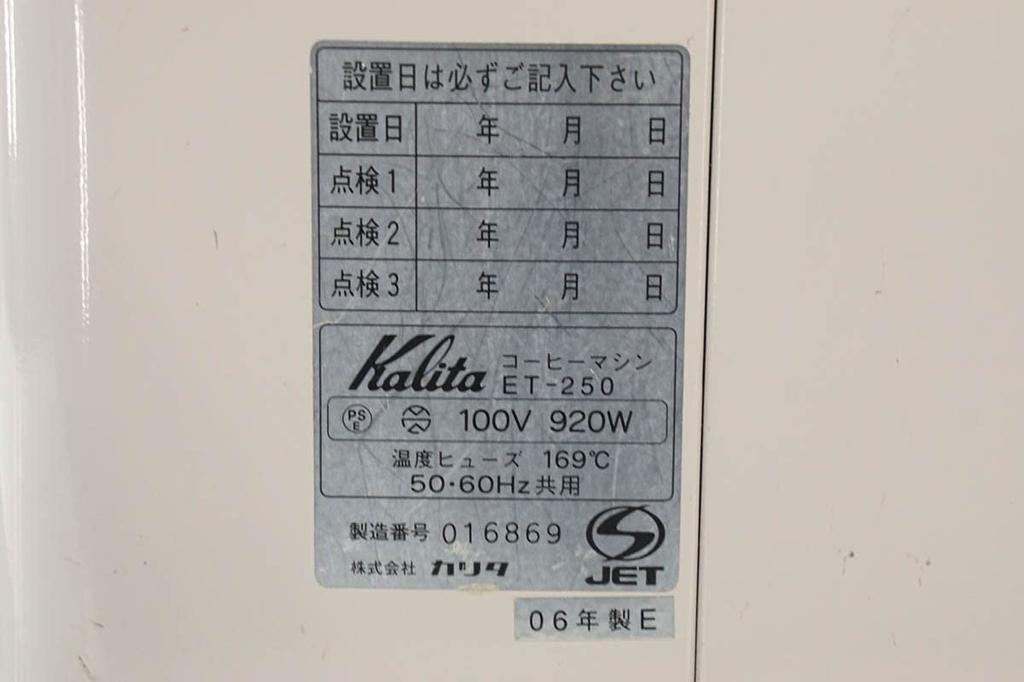 設置日は必ずご記入下さい
設置日 年 月 日
点検1 年 月 日
点検2 年 月 日
点検3 年 月 日
Kalita コーヒーマシン
ET-250
PS
E 100V 920W
温度ヒューズ 169℃
50·60Hz共用
製造番号 016869
株式会社 カリタ
JET
06年製E